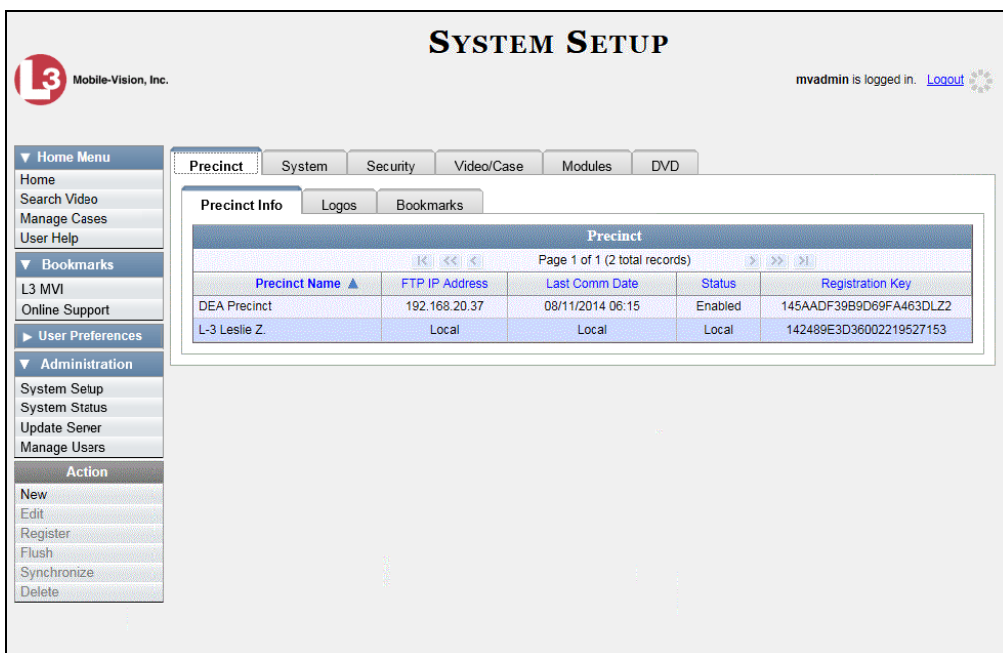 SYSTEM SETUP
L3 Mobile-Vision, Inc.
mvadmin is logged in. Logout
▼ Home Menu
Home
Search Video
Manage Cases
User Help
▼ Bookmarks
L3 MVI
Online Support
▶ User Preferences
▼ Administration
System Setup
System Status
Update Server
Manage Users
Action
New
Edit
Register
Flush
Synchronize
Delete
Precinct System Security Video/Case Modules DVD
Precinct Info Logos Bookmarks
Precinct
|< << < Page 1 of 1 (2 total records) > >> >|
Precinct Name ▲ FTP IP Address Last Comm Date Status Registration Key
DEA Precinct 192.168.20.37 08/11/2014 06:15 Enabled 145AADF39B9D69FA463DLZ2
L-3 Leslie Z. Local Local Local 142489E3D36002219527153